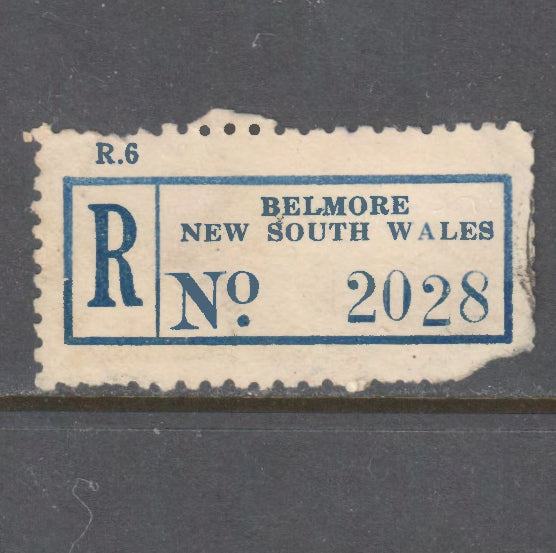 R.6
R
BELMORE
NEW SOUTH WALES
No. 2028